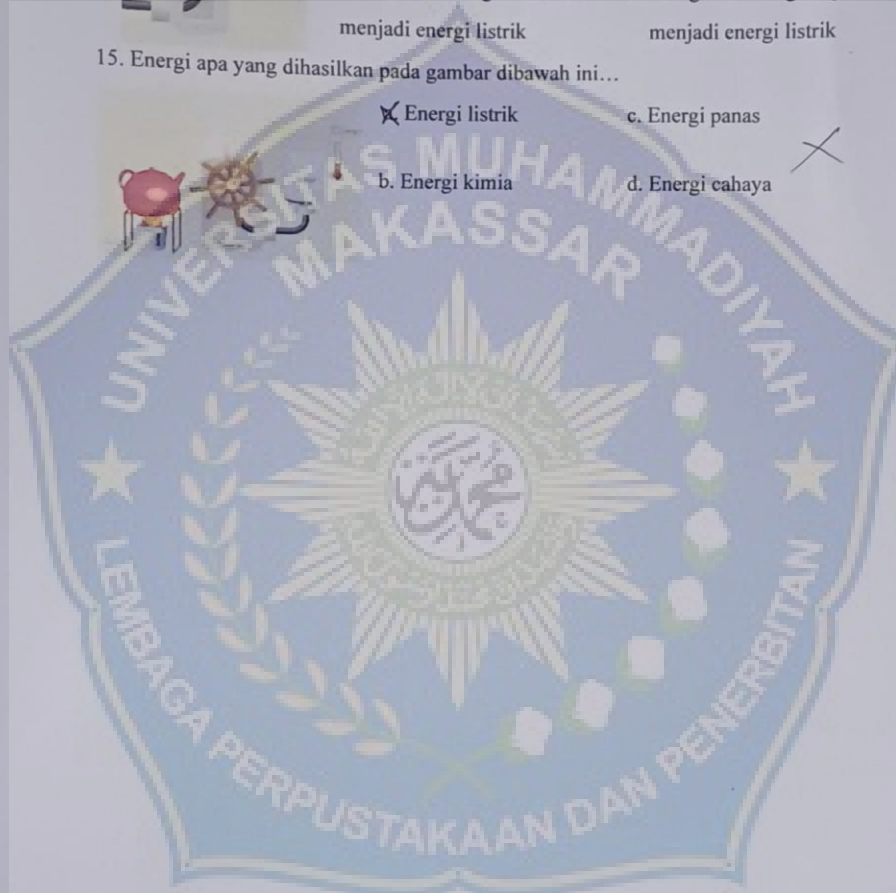 menjadi energi listrik menjadi energi listrik
15. Energi apa yang dihasilkan pada gambar dibawah ini…
Energi listrik c. Energi panas
b. Energi kimia d. Energi cahaya
UNIVERSITAS MUHAMMADIYAH
MAKASSAR
LEMBAGA PERPUSTAKAAN DAN PENERBITAN